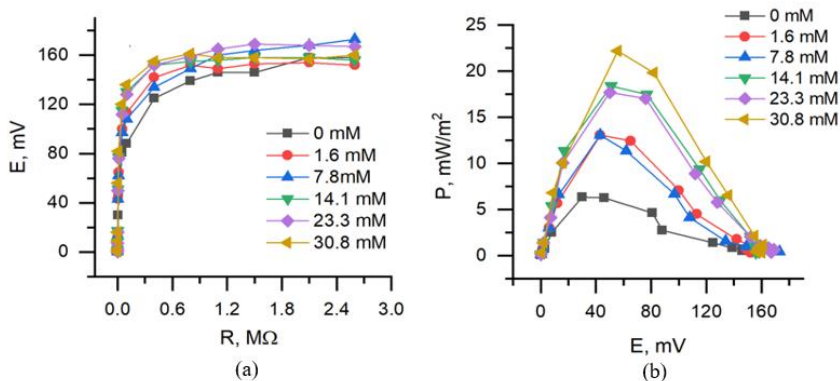 E, mV
160
120
80
40
0
0.0 0.6 1.2 1.8 2.4 3.0
R, MΩ
0 mM
1.6 mM
7.8mM
14.1 mM
23.3 mM
30.8 mM
(a)
P, mW/m²
25
20
15
10
5
0
0 40 80 120 160
E, mV
0 mM
1.6 mM
7.8 mM
14.1 mM
23.3 mM
30.8 mM
(b)